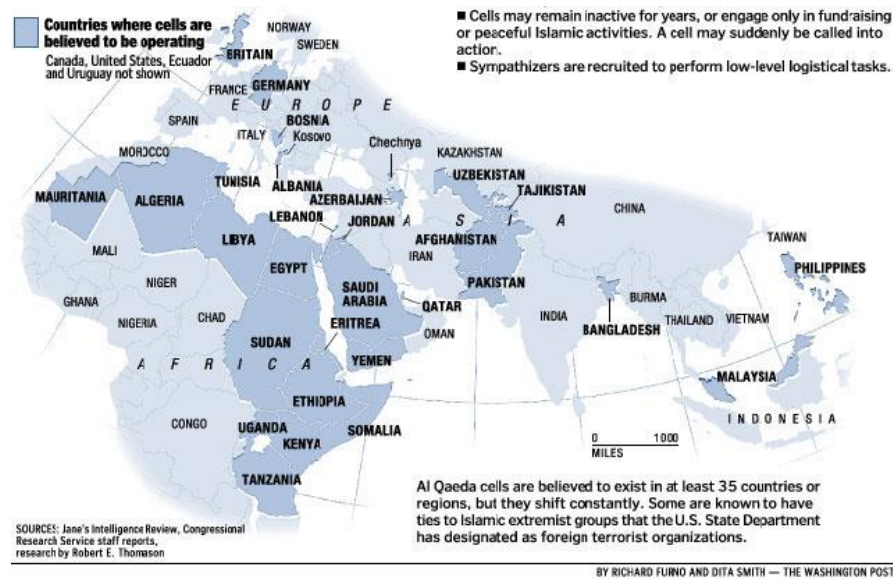 Countries where cells are
believed to be operating
Canada, United States, Ecuador
and Uruguay not shown
■ Cells may remain inactive for years, or engage only in fundraising
or peaceful Islamic activities. A cell may suddenly be called into
action.
■ Sympathizers are recruited to perform low-level logistical tasks.
NORWAY
SWEDEN
BRITAIN
FRANCE
GERMANY
EUROPE
SPAIN
BOSNIA
ITALY
Kosovo
Chechnya
MOROCCO
KAZAKHSTAN
UZBEKISTAN
TUNISIA
ALBANIA
TAJIKISTAN
MAURITANIA
ALGERIA
AZERBAIJAN
LEBANON
JORDAN
ASIA
CHINA
LIBYA
AFGHANISTAN
IRAN
TAIWAN
MALI
EGYPT
PAKISTAN
PHILIPPINES
NIGER
SAUDI
ARABIA
GHANA
QATAR
BURMA
NIGERIA
CHAD
ERITREA
OMAN
INDIA
THAILAND
VIETNAM
BANGLADESH
SUDAN
AFRICA
YEMEN
MALAYSIA
ETHIOPIA
CONGO
UGANDA
SOMALIA
INDONESIA
KENYA
0 1000
MILES
TANZANIA
Al Qaeda cells are believed to exist in at least 35 countries or
regions, but they shift constantly. Some are known to have
ties to Islamic extremist groups that the U.S. State Department
has designated as foreign terrorist organizations.
SOURCES: Jane's Intelligence Review, Congressional
Research Service staff reports,
research by Robert E. Thomason
BY RICHARD FURNO AND DITA SMITH — THE WASHINGTON POST